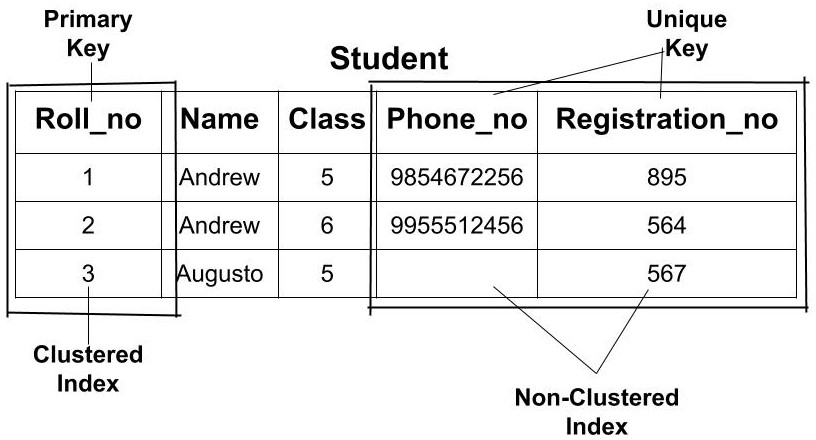 Primary
Key
Unique
Key
Student
Roll_no Name Class Phone_no Registration_no
1 Andrew 5 9854672256 895
2 Andrew 6 9955512456 564
3 Augusto 5 567
Clustered
Index
Non-Clustered
Index